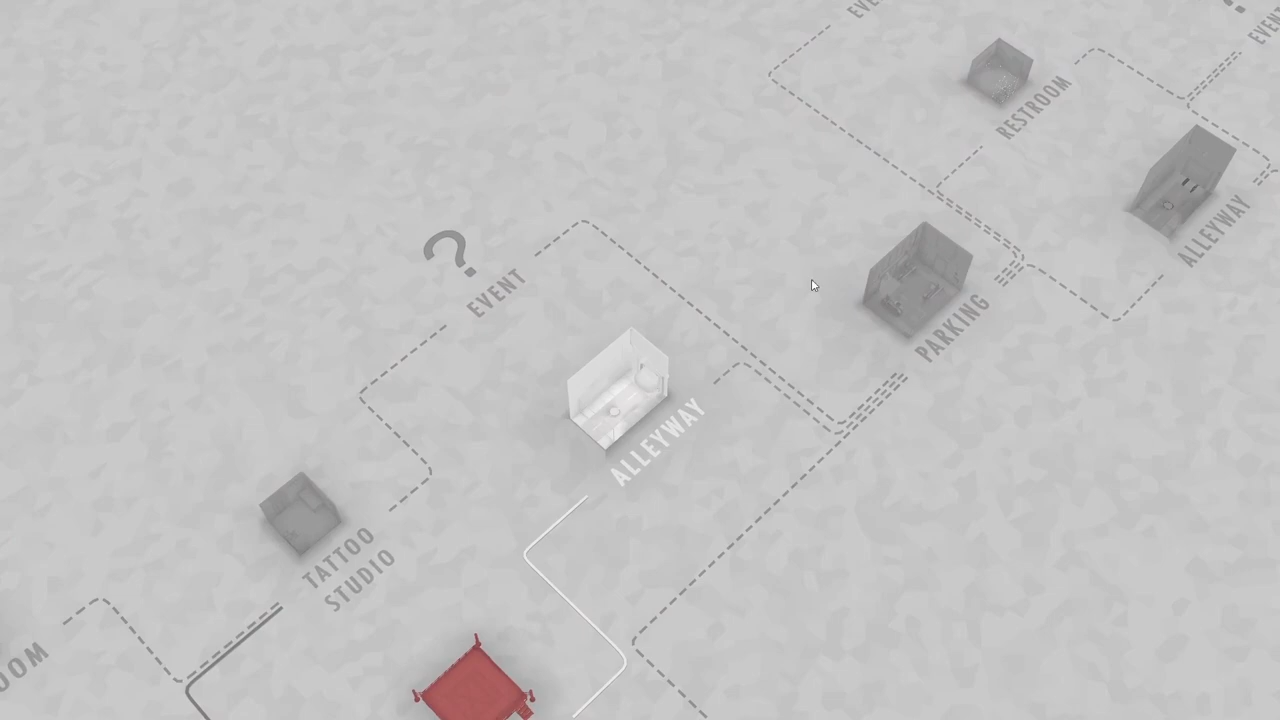 RESTROOM
ALLEYWAY
?
EVENT
PARKING
ALLEYWAY
TATTOO
STUDIO